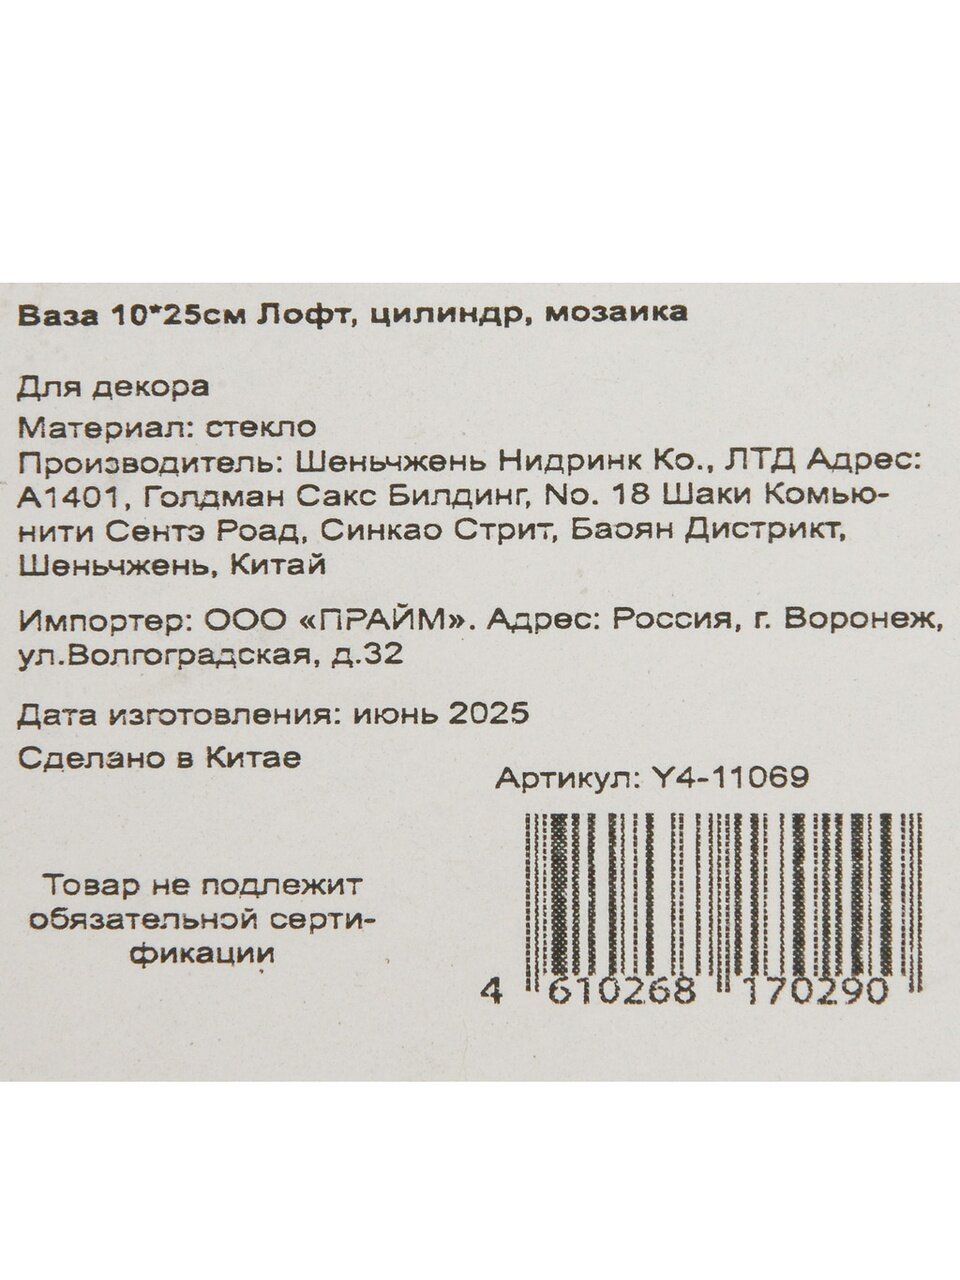 Ваза 10*25см Лофт, цилиндр, мозаика
Для декора
Материал: стекло
Производитель: Шеньчжень Нидринк Ко., ЛТД Адрес:
А1401, Голдман Сакс Билдинг, No. 18 Шаки Комью-
нити Сентэ Роад, Синкао Стрит, Баоян Дистрикт,
Шеньчжень, Китай
Импортер: ООО «ПРАЙМ». Адрес: Россия, г. Воронеж,
ул.Волгоградская, д.32
Дата изготовления: июнь 2025
Сделано в Китае
Артикул: Y4-11069
Товар не подлежит
обязательной серти-
фикации
4 610268 170290